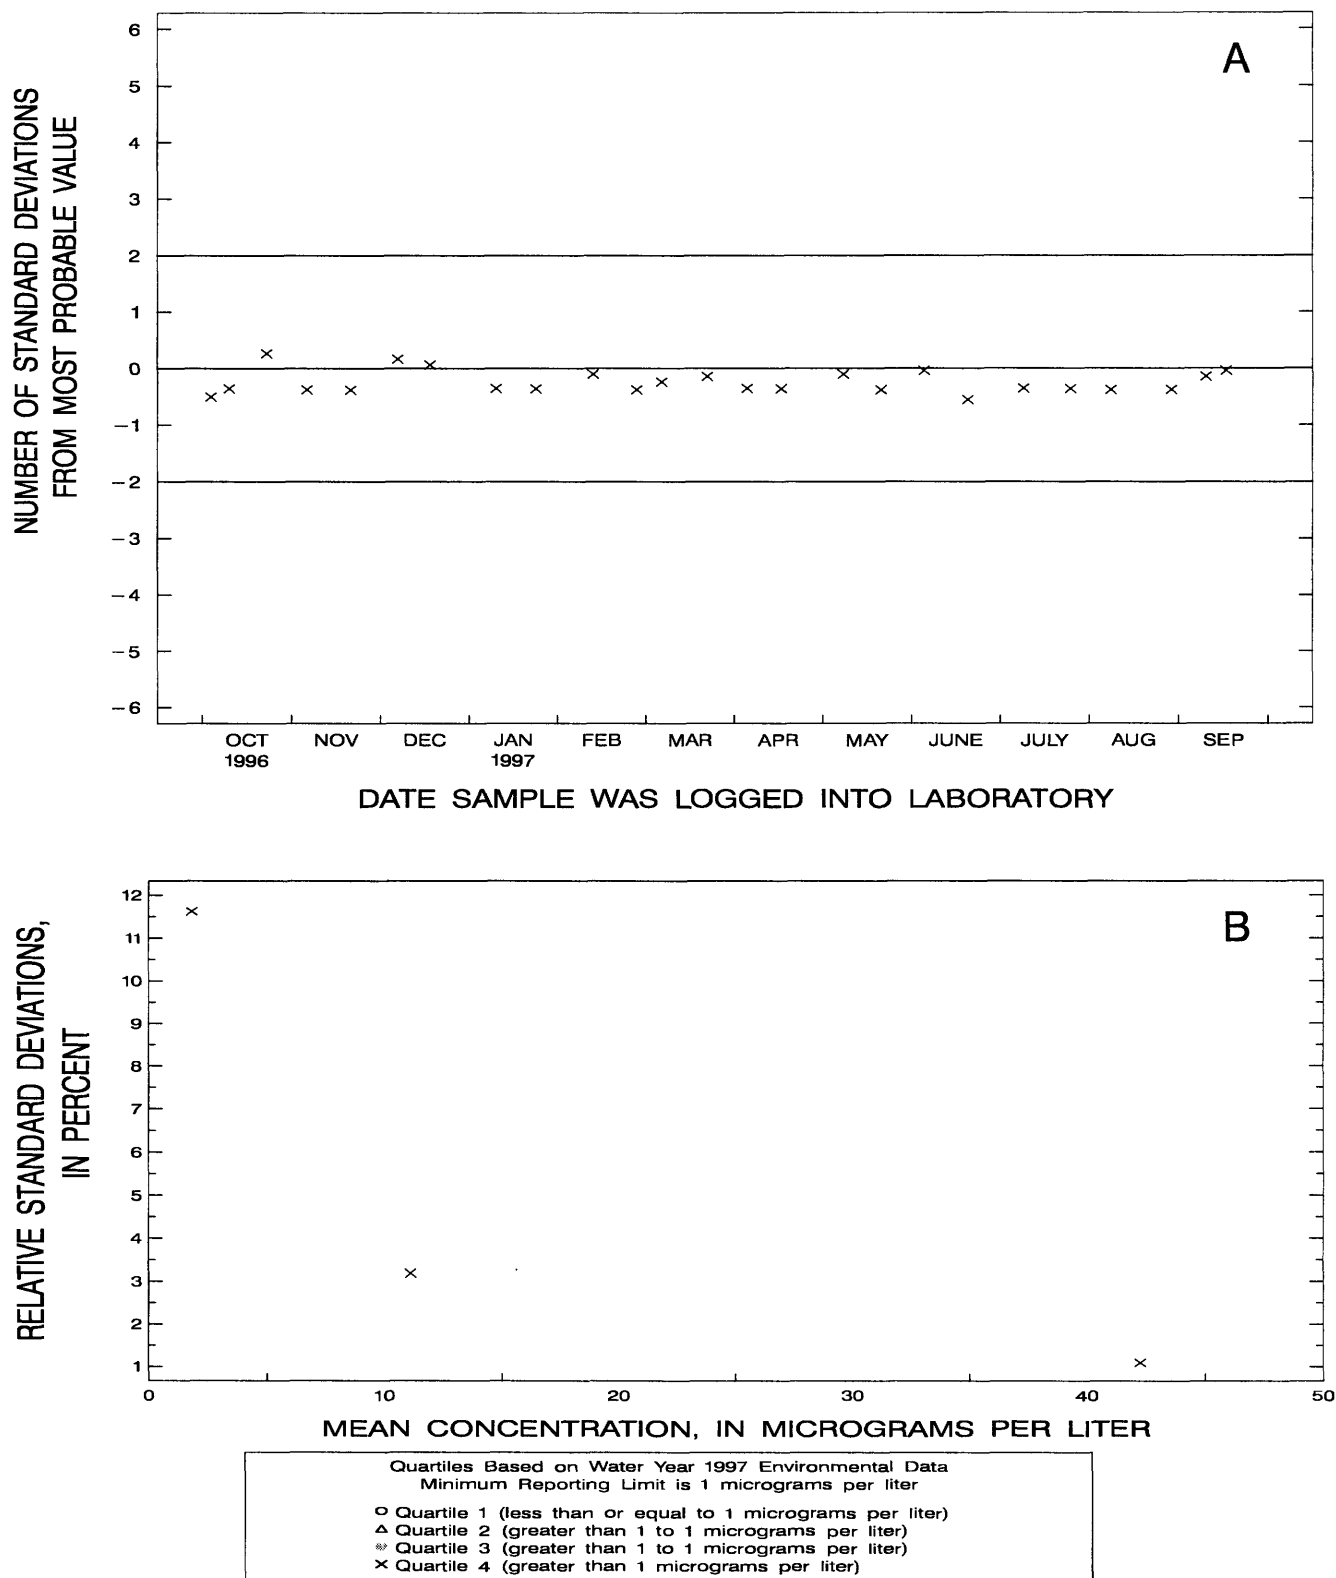 NUMBER OF STANDARD DEVIATIONS
FROM MOST PROBABLE VALUE
A
6
5
4
3
2
1
0
−1
−2
−3
−4
−5
−6
OCT NOV DEC JAN FEB MAR APR MAY JUNE JULY AUG SEP
1996 1997
DATE SAMPLE WAS LOGGED INTO LABORATORY
RELATIVE STANDARD DEVIATIONS,
IN PERCENT
B
12
11
10
9
8
7
6
5
4
3
2
1
0 10 20 30 40 50
MEAN CONCENTRATION, IN MICROGRAMS PER LITER
Quartiles Based on Water Year 1997 Environmental Data
Minimum Reporting Limit is 1 micrograms per liter
Quartile 1 (less than or equal to 1 micrograms per liter)
Quartile 2 (greater than 1 to 1 micrograms per liter)
Quartile 3 (greater than 1 to 1 micrograms per liter)
Quartile 4 (greater than 1 micrograms per liter)